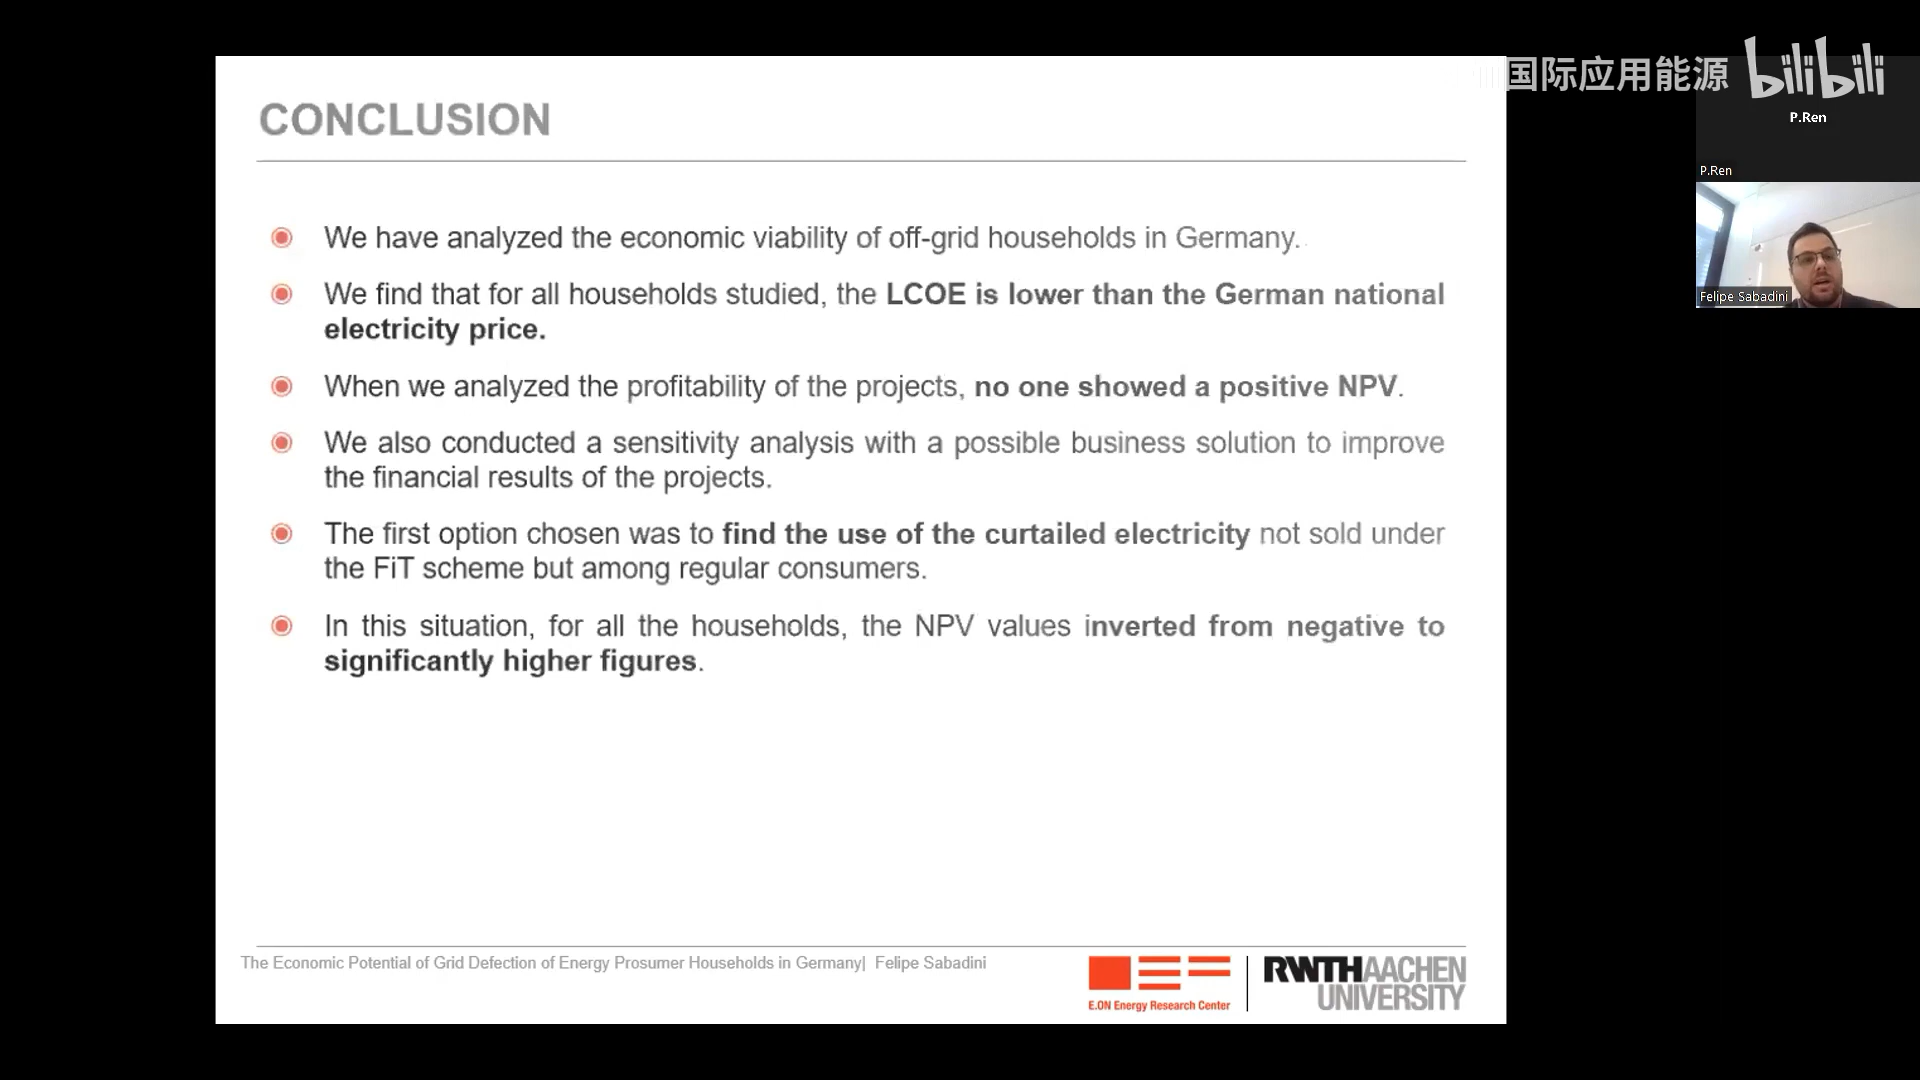 CONCLUSION
We have analyzed the economic viability of off-grid households in Germany.
We find that for all households studied, the LCOE is lower than the German national
electricity price.
When we analyzed the profitability of the projects, no one showed a positive NPV.
We also conducted a sensitivity analysis with a possible business solution to improve
the financial results of the projects.
The first option chosen was to find the use of the curtailed electricity not sold under
the FiT scheme but among regular consumers.
In this situation, for all the households, the NPV values inverted from negative to
significantly higher figures.
The Economic Potential of Grid Defection of Energy Prosumer Households in Germany| Felipe Sabadini
E.ON Energy Research Center
RWTHAACHEN
UNIVERSITY
国际应用能源 bilibili
P.Ren
P.Ren
Felipe Sabadini